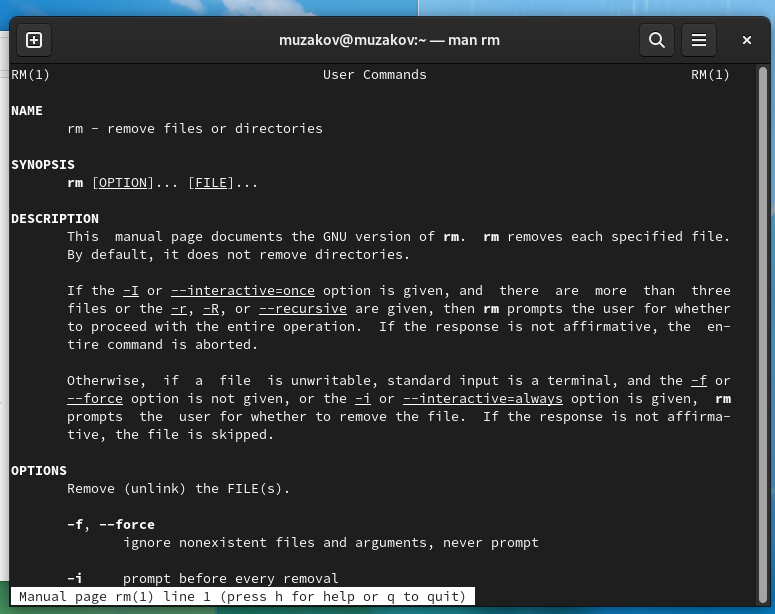 muzakov@muzakov:~ — man rm
RM(1) User Commands RM(1)
NAME
rm - remove files or directories
SYNOPSIS
rm [OPTION]... [FILE]...
DESCRIPTION
This manual page documents the GNU version of rm. rm removes each specified file.
By default, it does not remove directories.
If the -I or --interactive=once option is given, and there are more than three
files or the -r, -R, or --recursive are given, then rm prompts the user for whether
to proceed with the entire operation. If the response is not affirmative, the en-
tire command is aborted.
Otherwise, if a file is unwritable, standard input is a terminal, and the -f or
--force option is not given, or the -i or --interactive=always option is given, rm
prompts the user for whether to remove the file. If the response is not affirma-
tive, the file is skipped.
OPTIONS
Remove (unlink) the FILE(s).
-f, --force
ignore nonexistent files and arguments, never prompt
-i prompt before every removal
Manual page rm(1) line 1 (press h for help or q to quit)